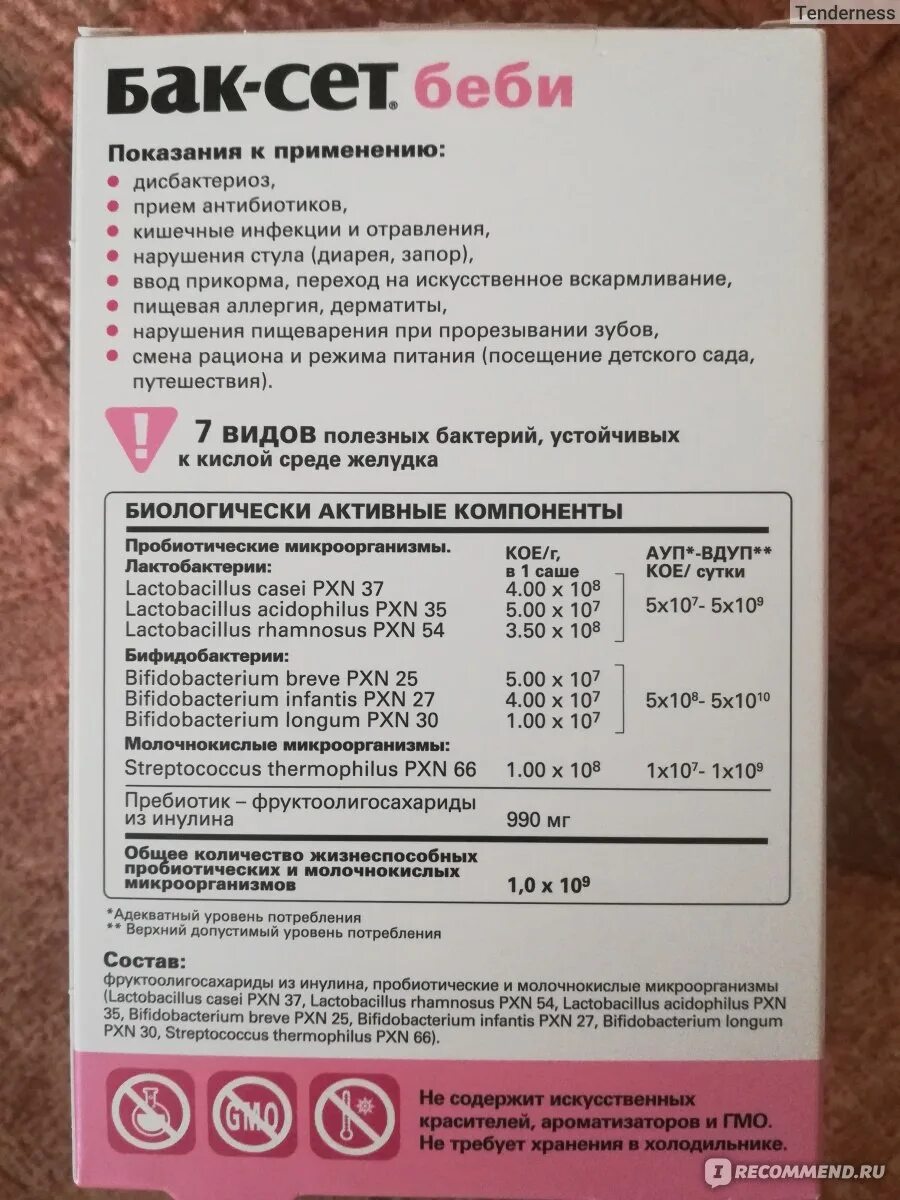 Tenderness
Бак-сет® беби
Показания к применению:
• дисбактериоз,
• прием антибиотиков,
• кишечные инфекции и отравления,
• нарушения стула (диарея, запор),
• ввод прикорма, переход на искусственное вскармливание,
• пищевая аллергия, дерматиты,
• нарушения пищеварения при прорезывании зубов,
• смена рациона и режима питания (посещение детского сада,
путешествия).
! 7 видов полезных бактерий, устойчивых
к кислой среде желудка
БИОЛОГИЧЕСКИ АКТИВНЫЕ КОМПОНЕНТЫ
Пробиотические микроорганизмы. КОЕ/г, АУП*-ВДУП**
Лактобактерии: в 1 саше КОЕ/ сутки
Lactobacillus casei PXN 37 4.00 x 10⁸
Lactobacillus acidophilus PXN 35 5.00 x 10⁷ 5x10⁷- 5x10⁹
Lactobacillus rhamnosus PXN 54 3.50 x 10⁸
Бифидобактерии:
Bifidobacterium breve PXN 25 5.00 x 10⁷
Bifidobacterium infantis PXN 27 4.00 x 10⁷ 5x10⁸- 5x10¹⁰
Bifidobacterium longum PXN 30 1.00 x 10⁷
Молочнокислые микроорганизмы:
Streptococcus thermophilus PXN 66 1.00 x 10⁸ 1x10⁷- 1x10⁹
Пребиотик – фруктоолигосахариды
из инулина 990 мг
Общее количество жизнеспособных
пробиотических и молочнокислых
микроорганизмов 1,0 x 10⁹
*Адекватный уровень потребления
** Верхний допустимый уровень потребления
Состав:
фруктоолигосахариды из инулина, пробиотические и молочнокислые микроорганизмы
(Lactobacillus casei PXN 37, Lactobacillus rhamnosus PXN 54, Lactobacillus acidophilus PXN
35, Bifidobacterium breve PXN 25, Bifidobacterium infantis PXN 27, Bifidobacterium longum
PXN 30, Streptococcus thermophilus PXN 66).
GMO
Не содержит искусственных
красителей, ароматизаторов и ГМО.
Не требует хранения в холодильнике.
IRECOMMEND.RU